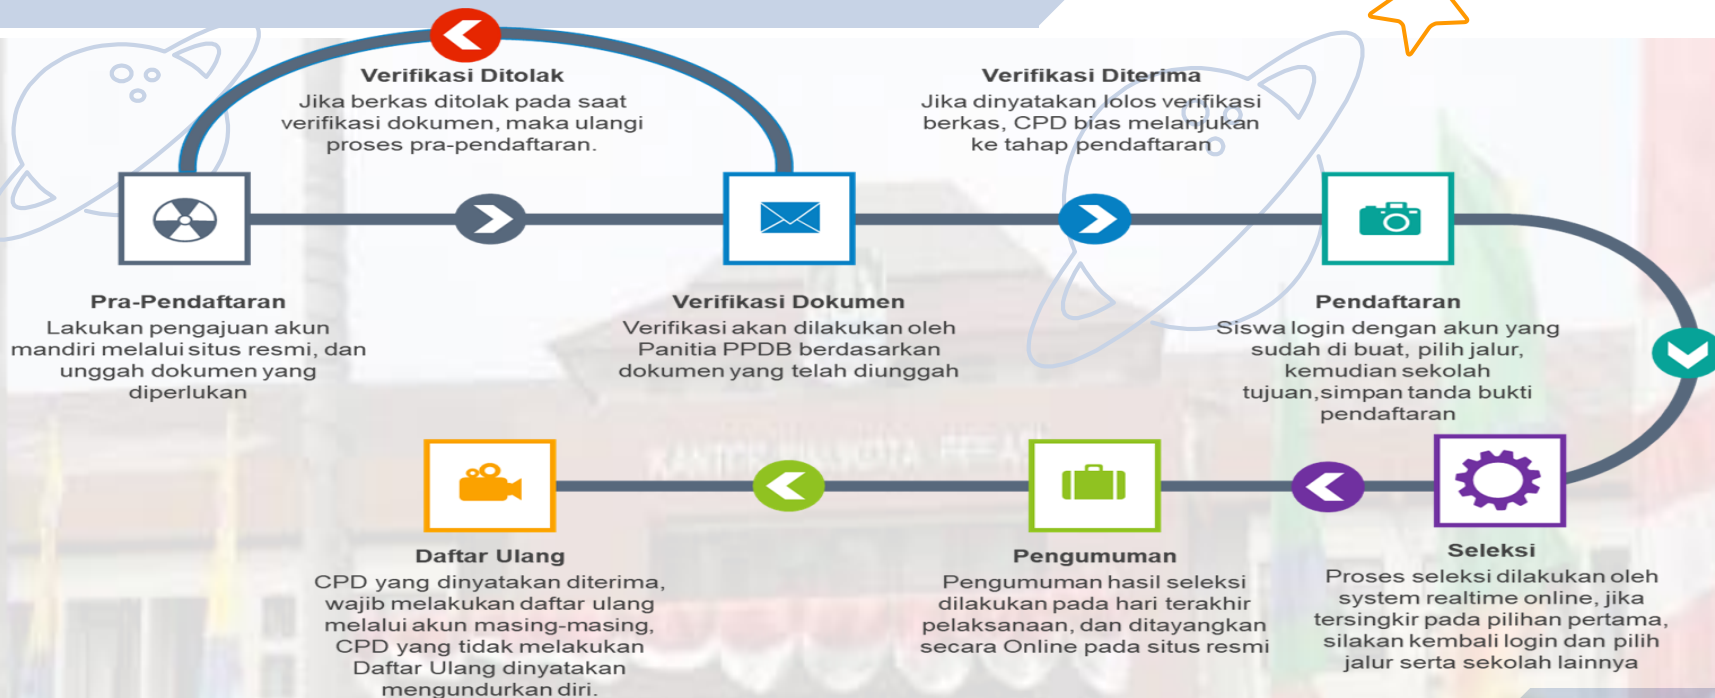 Verifikasi Ditolak
Jika berkas ditolak pada saat
verifikasi dokumen, maka ulangi
proses pra-pendaftaran.
Verifikasi Diterima
Jika dinyatakan lolos verifikasi
berkas, CPD bias melanjukan
ke tahap pendaftaran
Pra-Pendaftaran
Lakukan pengajuan akun
mandiri melalui situs resmi, dan
unggah dokumen yang
diperlukan
Verifikasi Dokumen
Verifikasi akan dilakukan oleh
Panitia PPDB berdasarkan
dokumen yang telah diunggah
Pendaftaran
Siswa login dengan akun yang
sudah di buat, pilih jalur,
kemudian sekolah
tujuan,simpan tanda bukti
pendaftaran
Seleksi
Proses seleksi dilakukan oleh
system realtime online, jika
tersingkir pada pilihan pertama,
silakan kembali login dan pilih
jalur serta sekolah lainnya
Pengumuman
Pengumuman hasil seleksi
dilakukan pada hari terakhir
pelaksanaan, dan ditayangkan
secara Online pada situs resmi
Daftar Ulang
CPD yang dinyatakan diterima,
wajib melakukan daftar ulang
melalui akun masing-masing,
CPD yang tidak melakukan
Daftar Ulang dinyatakan
mengundurkan diri.